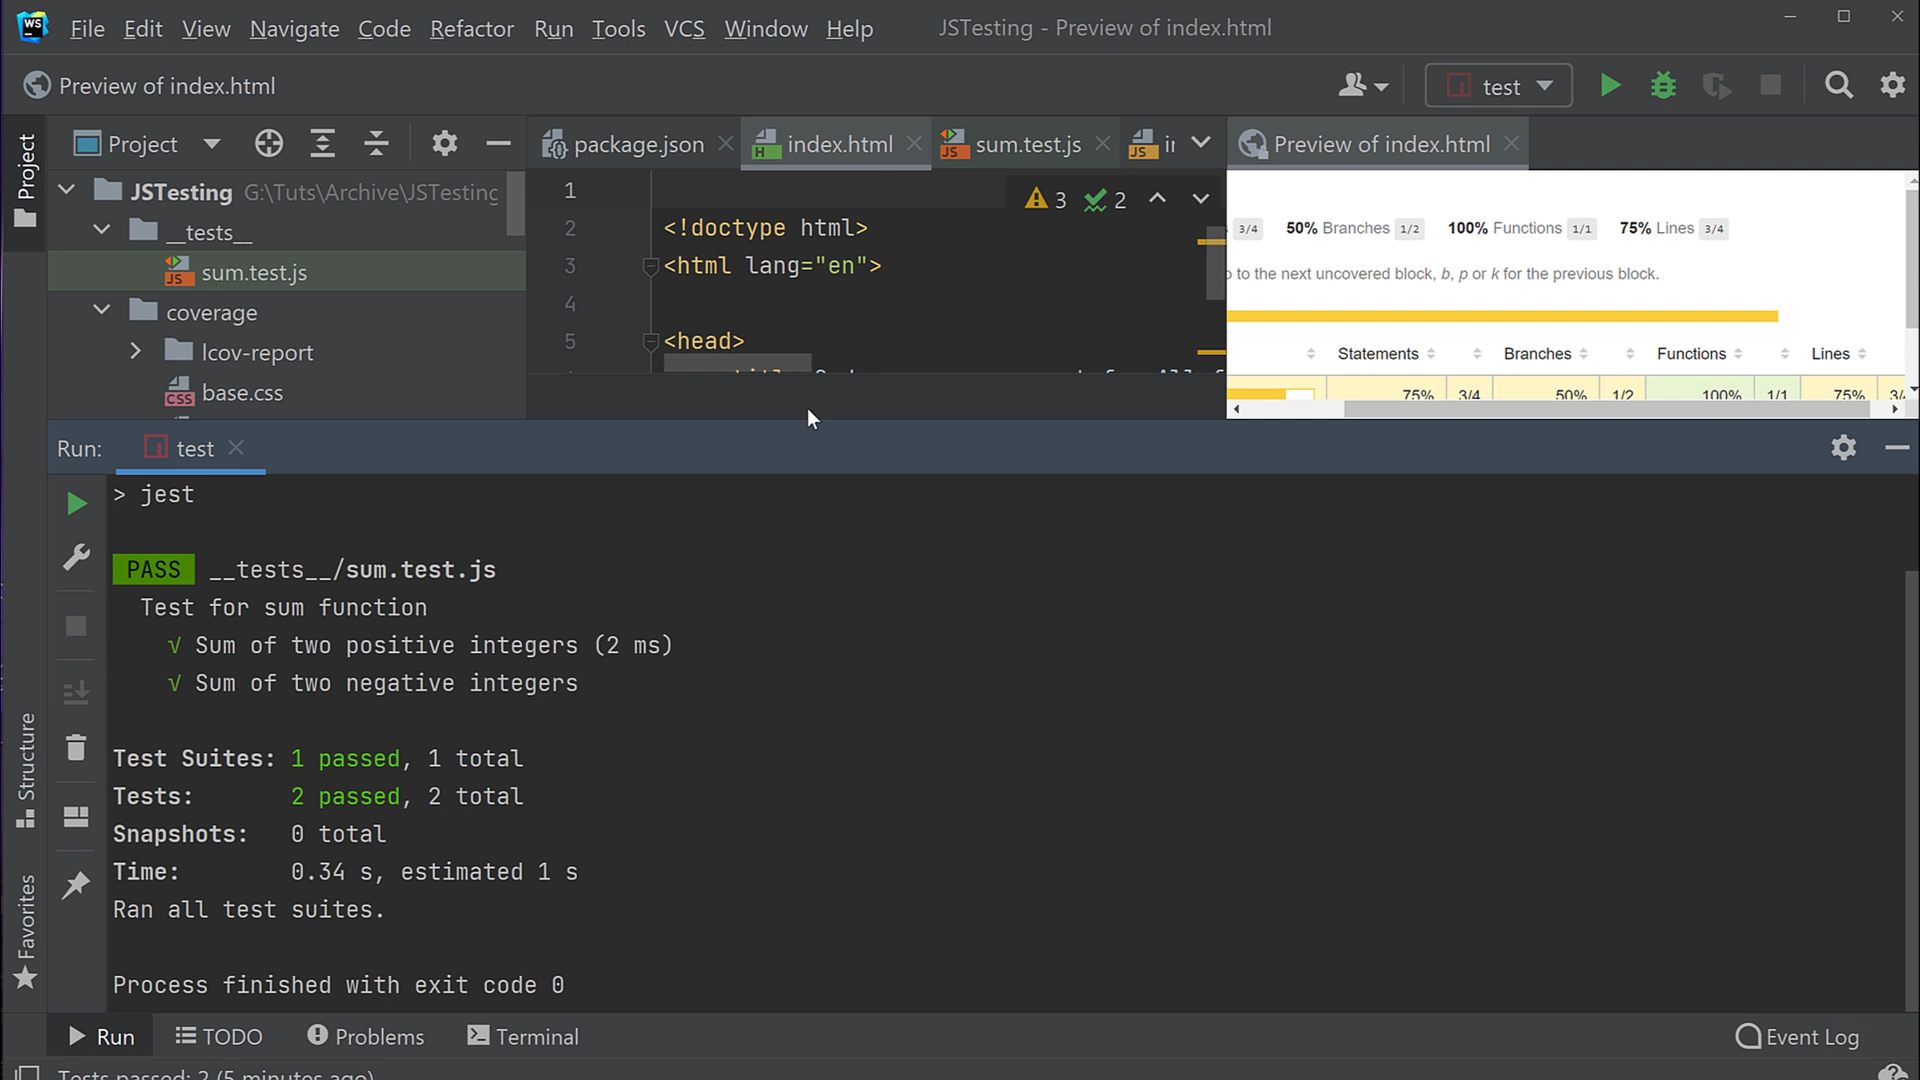 WS
File Edit View Navigate Code Refactor Run Tools VCS Window Help
JSTesting - Preview of index.html
Preview of index.html
test
Project
Project
package.json
index.html
sum.test.js
Preview of index.html
JSTesting G:\Tuts\Archive\JSTesting
__tests__
sum.test.js
coverage
lcov-report
base.css
1
2 <!doctype html>
3 <html lang="en">
4
5 <head>
3 2
3/4 50% Branches 1/2 100% Functions 1/1 75% Lines 3/4
to the next uncovered block, b, p or k for the previous block.
Statements Branches Functions Lines
75% 3/4 50% 1/2 100% 1/1 75%
Run: test
> jest
PASS __tests__/sum.test.js
Test for sum function
√ Sum of two positive integers (2 ms)
√ Sum of two negative integers
Test Suites: 1 passed, 1 total
Tests: 2 passed, 2 total
Snapshots: 0 total
Time: 0.34 s, estimated 1 s
Ran all test suites.
Process finished with exit code 0
Structure
Favorites
Run TODO Problems Terminal
Event Log
Tests passed: 2 (5 minutes ago)